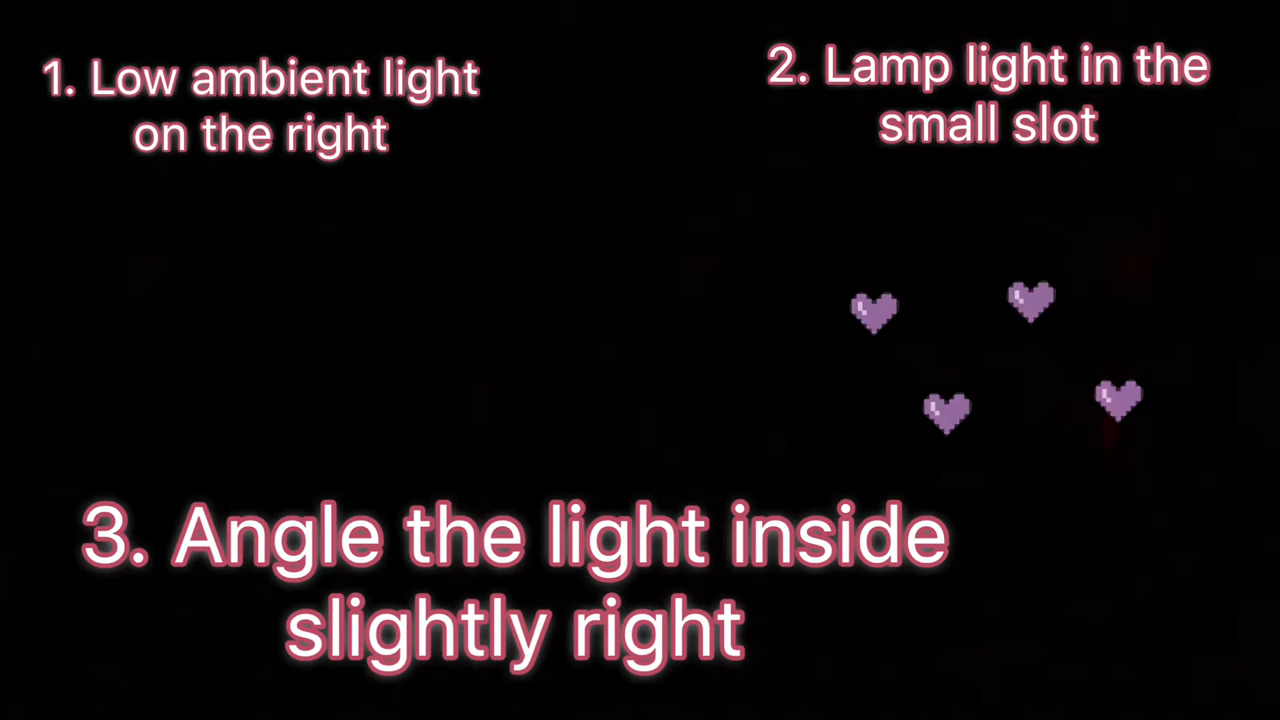 1. Low ambient light
on the right
2. Lamp light in the
small slot
3. Angle the light inside
slightly right